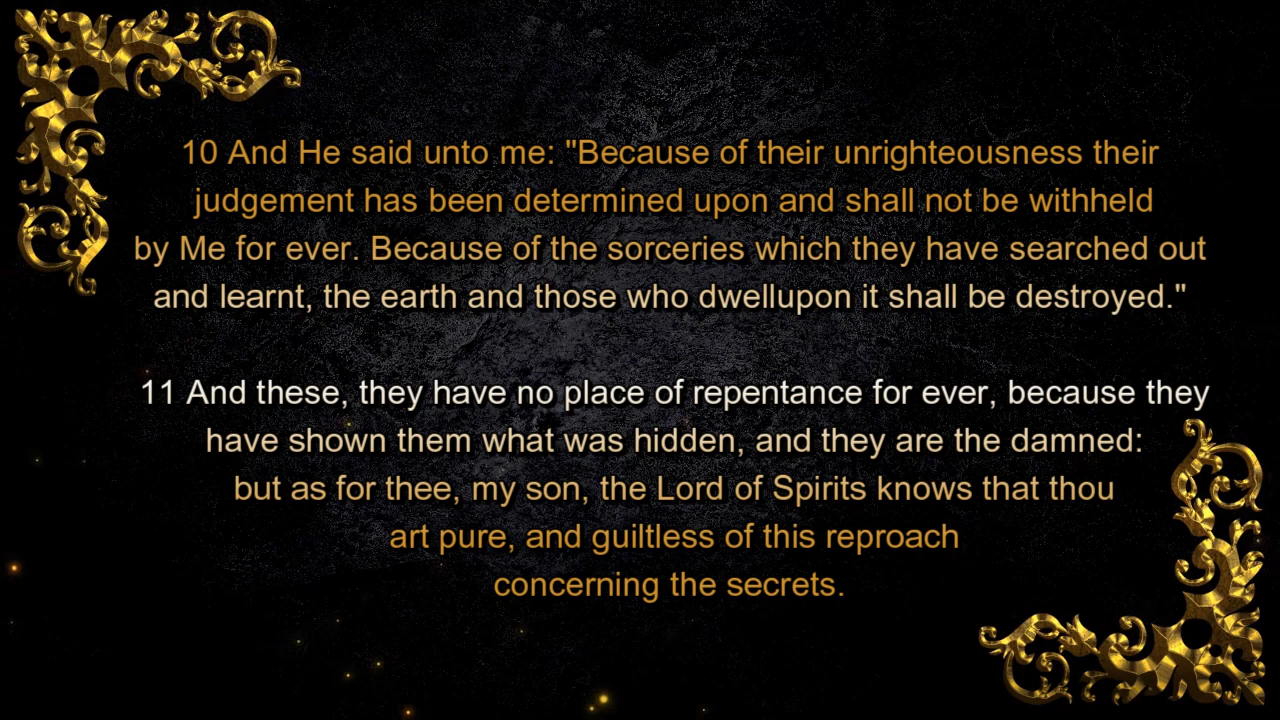 10 And He said unto me: "Because of their unrighteousness their
judgement has been determined upon and shall not be withheld
by Me for ever. Because of the sorceries which they have searched out
and learnt, the earth and those who dwellupon it shall be destroyed."
11 And these, they have no place of repentance for ever, because they
have shown them what was hidden, and they are the damned:
but as for thee, my son, the Lord of Spirits knows that thou
art pure, and guiltless of this reproach
concerning the secrets.